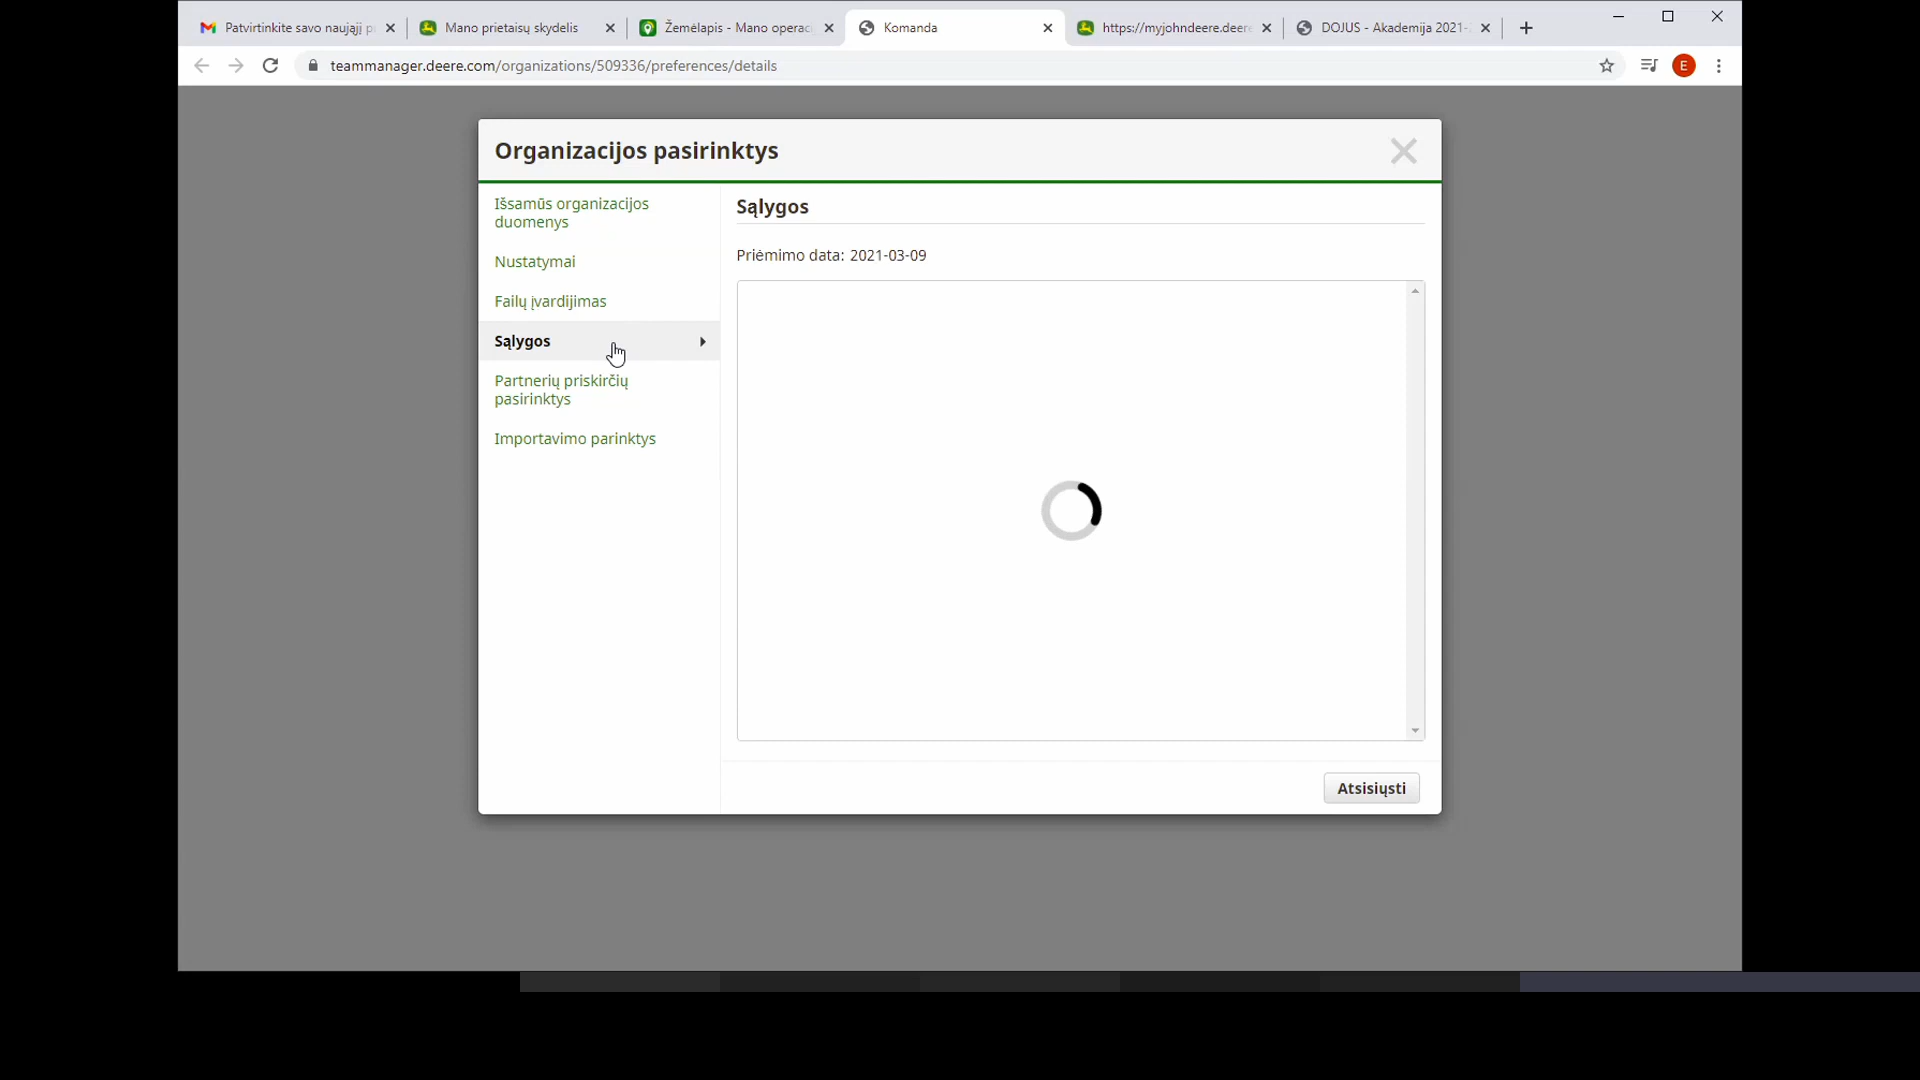 Patvirtinkite savo naująjį p
Mano prietaisų skydelis
Žemėlapis - Mano operaci
Komanda
https://myjohndeere.deere
DOJUS - Akademija 2021-
teammanager.deere.com/organizations/509336/preferences/details
E
Organizacijos pasirinktys
Išsamūs organizacijos
duomenys
Nustatymai
Failų įvardijimas
Sąlygos
Partnerių priskirčių
pasirinktys
Importavimo parinktys
Sąlygos
Priėmimo data: 2021-03-09
Atsisiųsti